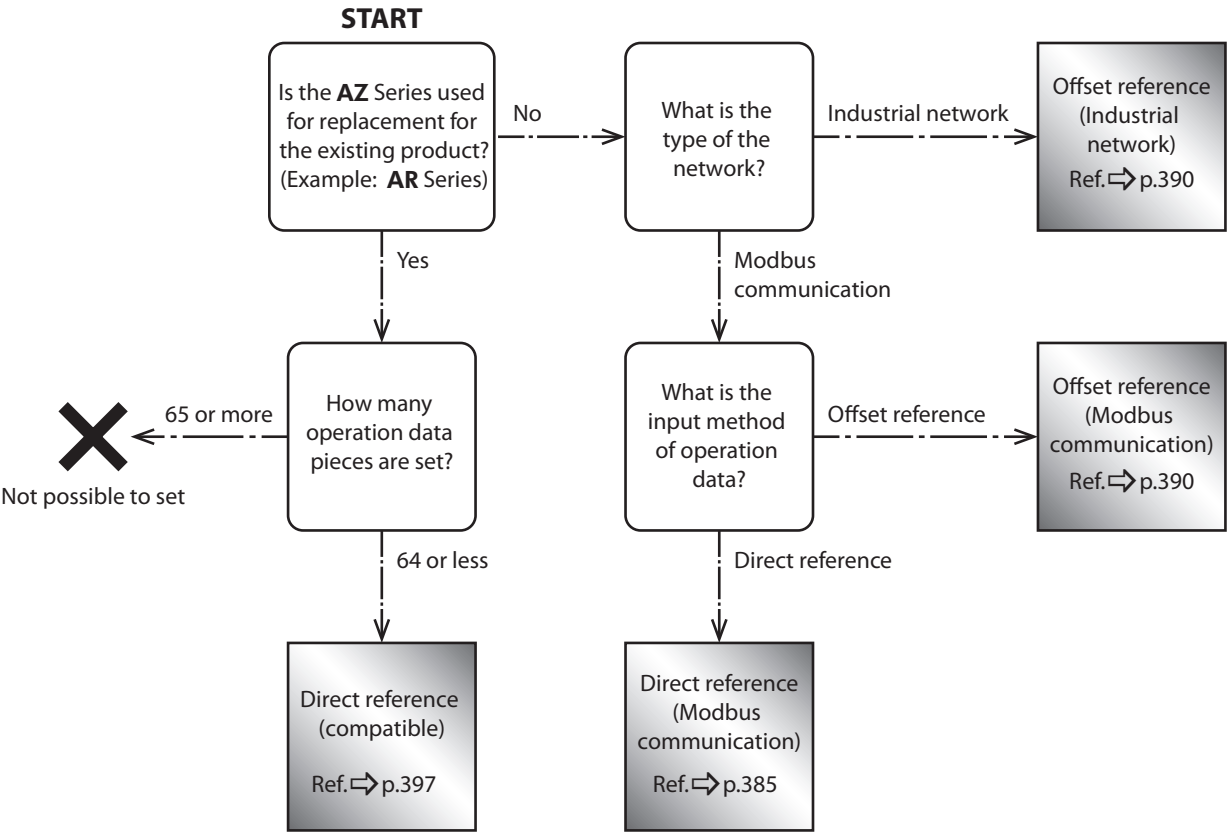 START
Is the AZ Series used
for replacement for
the existing product?
(Example: AR Series)
No
What is the
type of the
network?
Industrial network
Offset reference
(Industrial
network)
Ref. ⇨ p.390
Yes
Modbus
communication
How many
operation data
pieces are set?
65 or more
Not possible to set
What is the
input method
of operation
data?
Offset reference
Offset reference
(Modbus
communication)
Ref. ⇨ p.390
64 or less
Direct reference
Direct reference
(compatible)
Ref. ⇨ p.397
Direct reference
(Modbus
communication)
Ref. ⇨ p.385